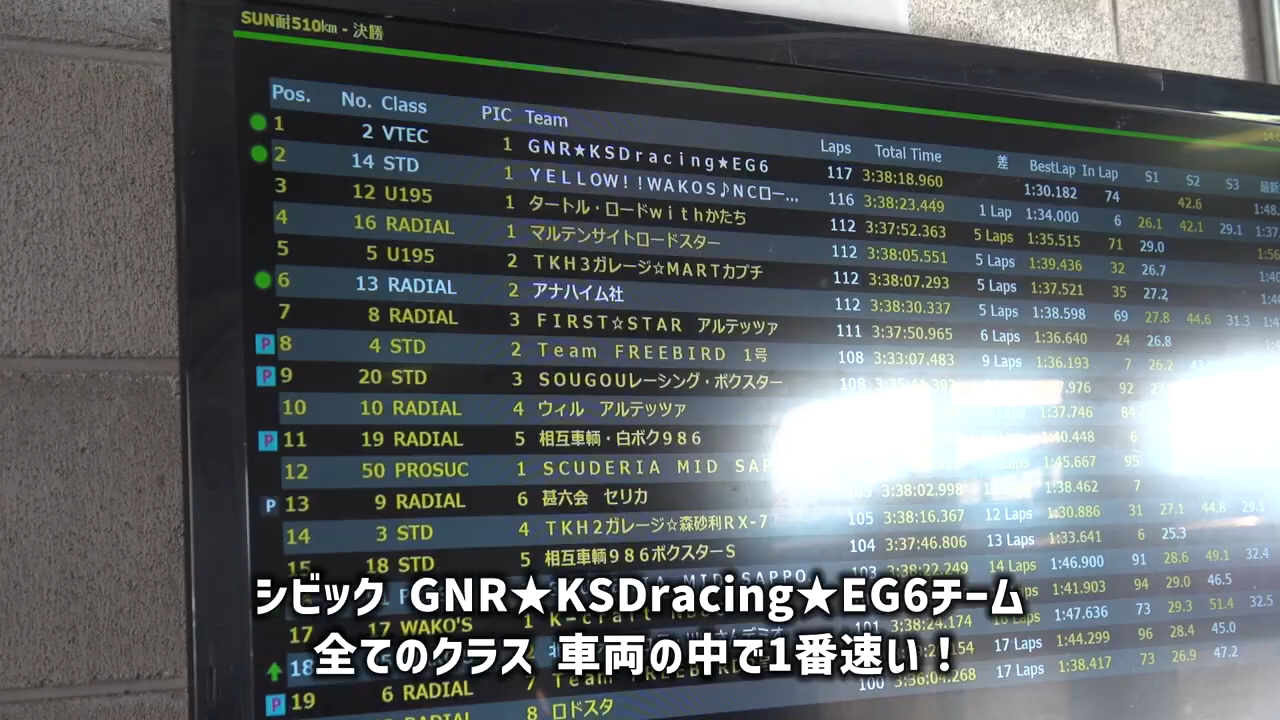 SUN耐510㎞ - 決勝
Pos. No. Class PIC Team Laps Total Time 差 BestLap In Lap S1 S2 S3 最新
1 2 VTEC 1 GNR★KSDracing★EG6 117 3:38:18.960 1:30.182 74 42.6
2 14 STD 1 YELLOW!!WAKOS♪NCロー... 116 3:38:23.449 1 Lap 1:34.000 6 26.1 42.1 29.1
3 12 U195 1 タートル・ロードwithかたち 112 3:37:52.363 5 Laps 1:35.515 71 29.0
4 16 RADIAL 1 マルテンサイトロードスター 112 3:38:05.551 5 Laps 1:39.436 32 26.7
5 5 U195 2 TKH3ガレージ☆MARTカプチ 112 3:38:07.293 5 Laps 1:37.521 35 27.2
6 13 RADIAL 2 アナハイム社 112 3:38:30.337 5 Laps 1:38.598 69 27.8 44.6 31.3
7 8 RADIAL 3 FIRST☆STAR アルテッツァ 111 3:37:50.965 6 Laps 1:36.640 24 26.8
P 8 4 STD 2 Team FREEBIRD 1号 108 3:33:07.483 9 Laps 1:36.193 7 26.2
P 9 20 STD 3 SOUGOUレーシング・ボクスター 108 92
10 10 RADIAL 4 ウィル アルテッツァ 1:37.746 84
P 11 19 RADIAL 5 相互車輌・白ボク986 6
12 50 PROSUC 1 SCUDERIA MID SAP 1:45.667 95
P 13 9 RADIAL 6 甚六会 セリカ 3:38:02.998 1:38.462 7
14 3 STD 4 TKH2ガレージ☆森砂利RX-7 105 3:38:16.367 12 Laps 1:30.886 31 27.1 44.8 29.1
15 18 STD 5 相互車輌986ボクスターS 104 3:37:46.806 13 Laps 1:33.641 6 25.3
103 3:38:22.249 14 Laps 1:46.900 91 28.6 49.1 32.4
17 17 WAKO'S 1 1:41.903 94 29.0 46.5
18 101 3:38:24.174 1:47.636 73 29.3 51.4 32.5
P 19 6 RADIAL 7 Team 17 Laps 1:44.299 96 28.4 45.0
RADIAL 8 ロドスタ 100 3:36:04.268 17 Laps 1:38.417 73 26.9 47.2
シビック GNR★KSDracing★EG6チーム
全てのクラス 車両の中で1番速い！